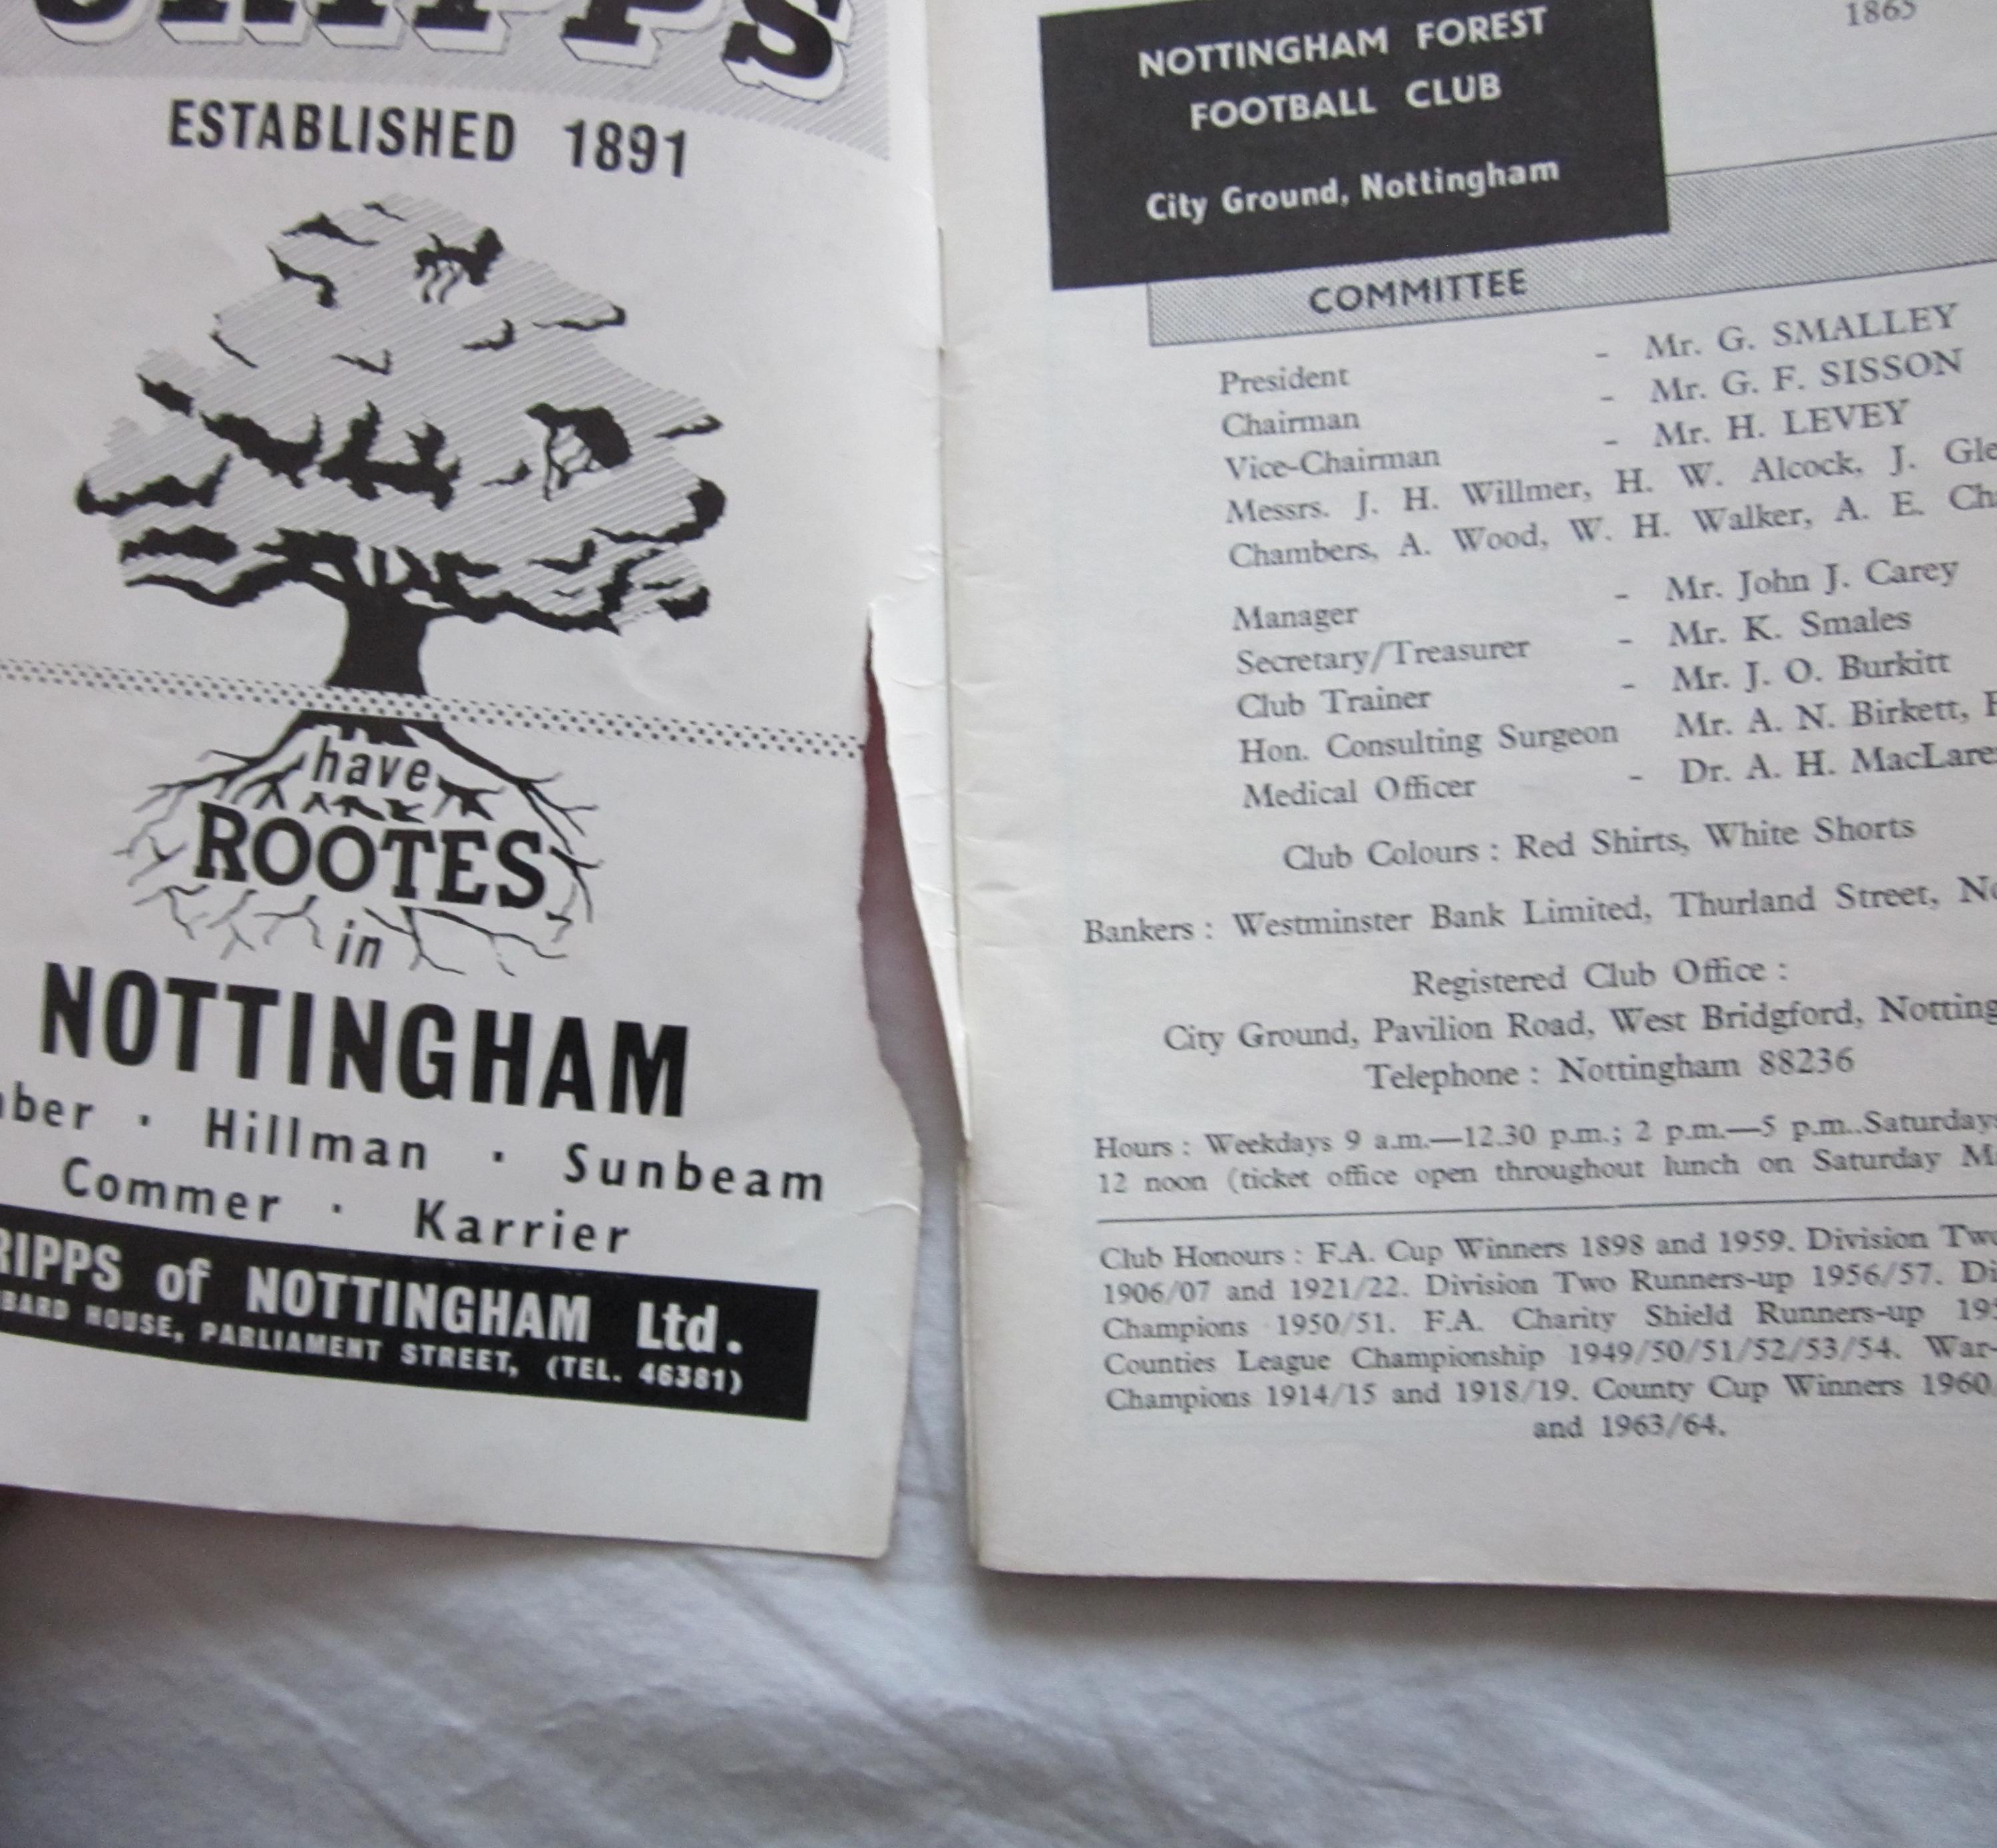 ESTABLISHED 1891
have
ROOTES
in
NOTTINGHAM
Hillman · Sunbeam
Commer · Karrier
of NOTTINGHAM Ltd.
HOUSE, PARLIAMENT STREET, (TEL. 46381)
1865
NOTTINGHAM FOREST
FOOTBALL CLUB
City Ground, Nottingham
COMMITTEE
President - Mr. G. SMALLEY
Chairman - Mr. G. F. SISSON
Vice-Chairman - Mr. H. LEVEY
Messrs. J. H. Willmer, H. W. Alcock, J.
Chambers, A. Wood, W. H. Walker, A. E.
Manager - Mr. John J. Carey
Secretary/Treasurer - Mr. K. Smales
Club Trainer - Mr. J. O. Burkitt
Hon. Consulting Surgeon Mr. A. N. Birkett,
Medical Officer - Dr. A. H.
Club Colours : Red Shirts, White Shorts
Bankers : Westminster Bank Limited, Thurland Street,
Registered Club Office :
City Ground, Pavilion Road, West Bridgford,
Telephone : Nottingham 88236
Hours : Weekdays 9 a.m.—12.30 p.m.; 2 p.m.—5 p.m..Saturdays
12 noon (ticket office open throughout lunch on Saturday
Club Honours : F.A. Cup Winners 1898 and 1959. Division Two
1906/07 and 1921/22. Division Two Runners-up 1956/57.
Champions 1950/51. F.A. Charity Shield Runners-up
Counties League Championship 1949/50/51/52/53/54. War-
Champions 1914/15 and 1918/19. County Cup Winners 1960
and 1963/64.